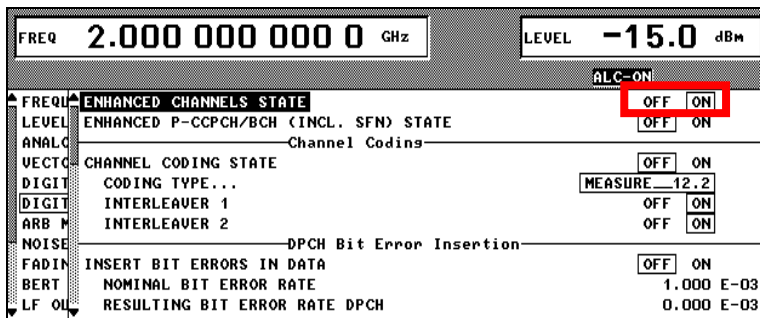 FREQ 2.000 000 000 0 GHz LEVEL -15.0 dBm
ALC-ON
FREQU ENHANCED CHANNELS STATE OFF ON
LEVEL ENHANCED P-CCPCH/BCH (INCL. SFN) STATE OFF ON
ANALO Channel Coding
VECTO CHANNEL CODING STATE OFF ON
DIGIT CODING TYPE... MEASURE__12.2
DIGIT INTERLEAVER 1 OFF ON
ARB M INTERLEAVER 2 OFF ON
NOISE DPCH Bit Error Insertion
FADIN INSERT BIT ERRORS IN DATA OFF ON
BERT NOMINAL BIT ERROR RATE 1.000 E-03
LF OU RESULTING BIT ERROR RATE DPCH 0.000 E-03